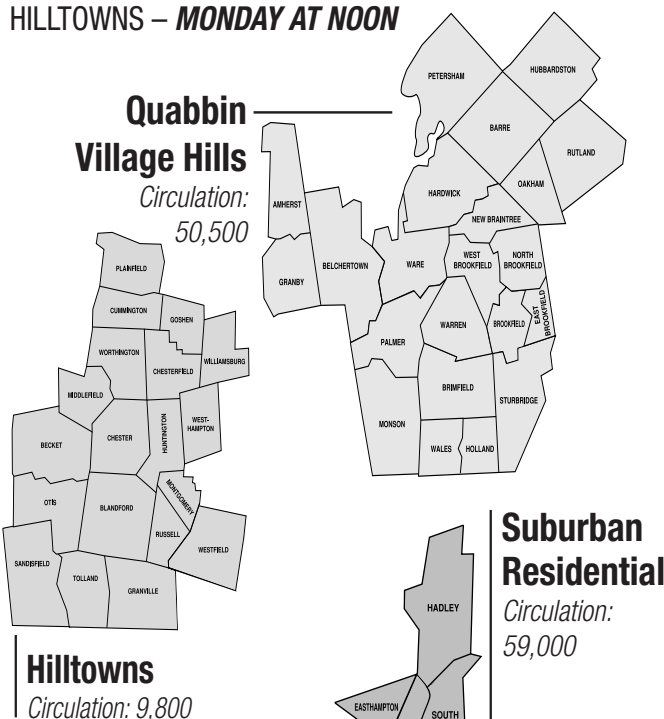 HILLTOWNS – MONDAY AT NOON
Quabbin
Village Hills
Circulation:
50,500
PETERSHAM
HUBBARDSTON
BARRE
RUTLAND
HARDWICK
OAKHAM
NEW BRAINTREE
AMHERST
GRANBY
BELCHERTOWN
WARE
WEST
BROOKFIELD
NORTH
BROOKFIELD
PALMER
WARREN
BROOKFIELD
EAST
BROOKFIELD
BRIMFIELD
STURBRIDGE
MONSON
WALES
HOLLAND
PLAINFIELD
CUMMINGTON
GOSHEN
WORTHINGTON
CHESTERFIELD
WILLIAMSBURG
MIDDLEFIELD
BECKET
CHESTER
HUNTINGTON
WEST-
HAMPTON
OTIS
BLANDFORD
MONTGOMERY
RUSSELL
WESTFIELD
SANDISFIELD
TOLLAND
GRANVILLE
Hilltowns
Circulation: 9,800
Suburban
Residential
Circulation:
59,000
HADLEY
EASTHAMPTON
SOUTH